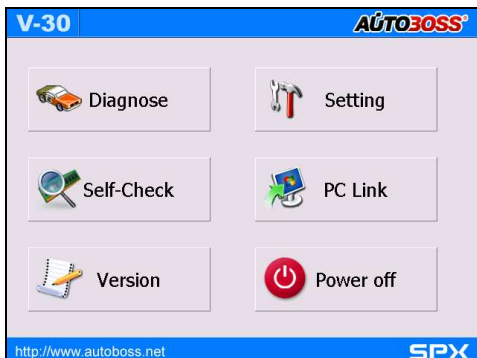 V-30 AUTOBOSS
Diagnose Setting
Self-Check PC Link
Version Power off
http://www.autoboss.net SPX